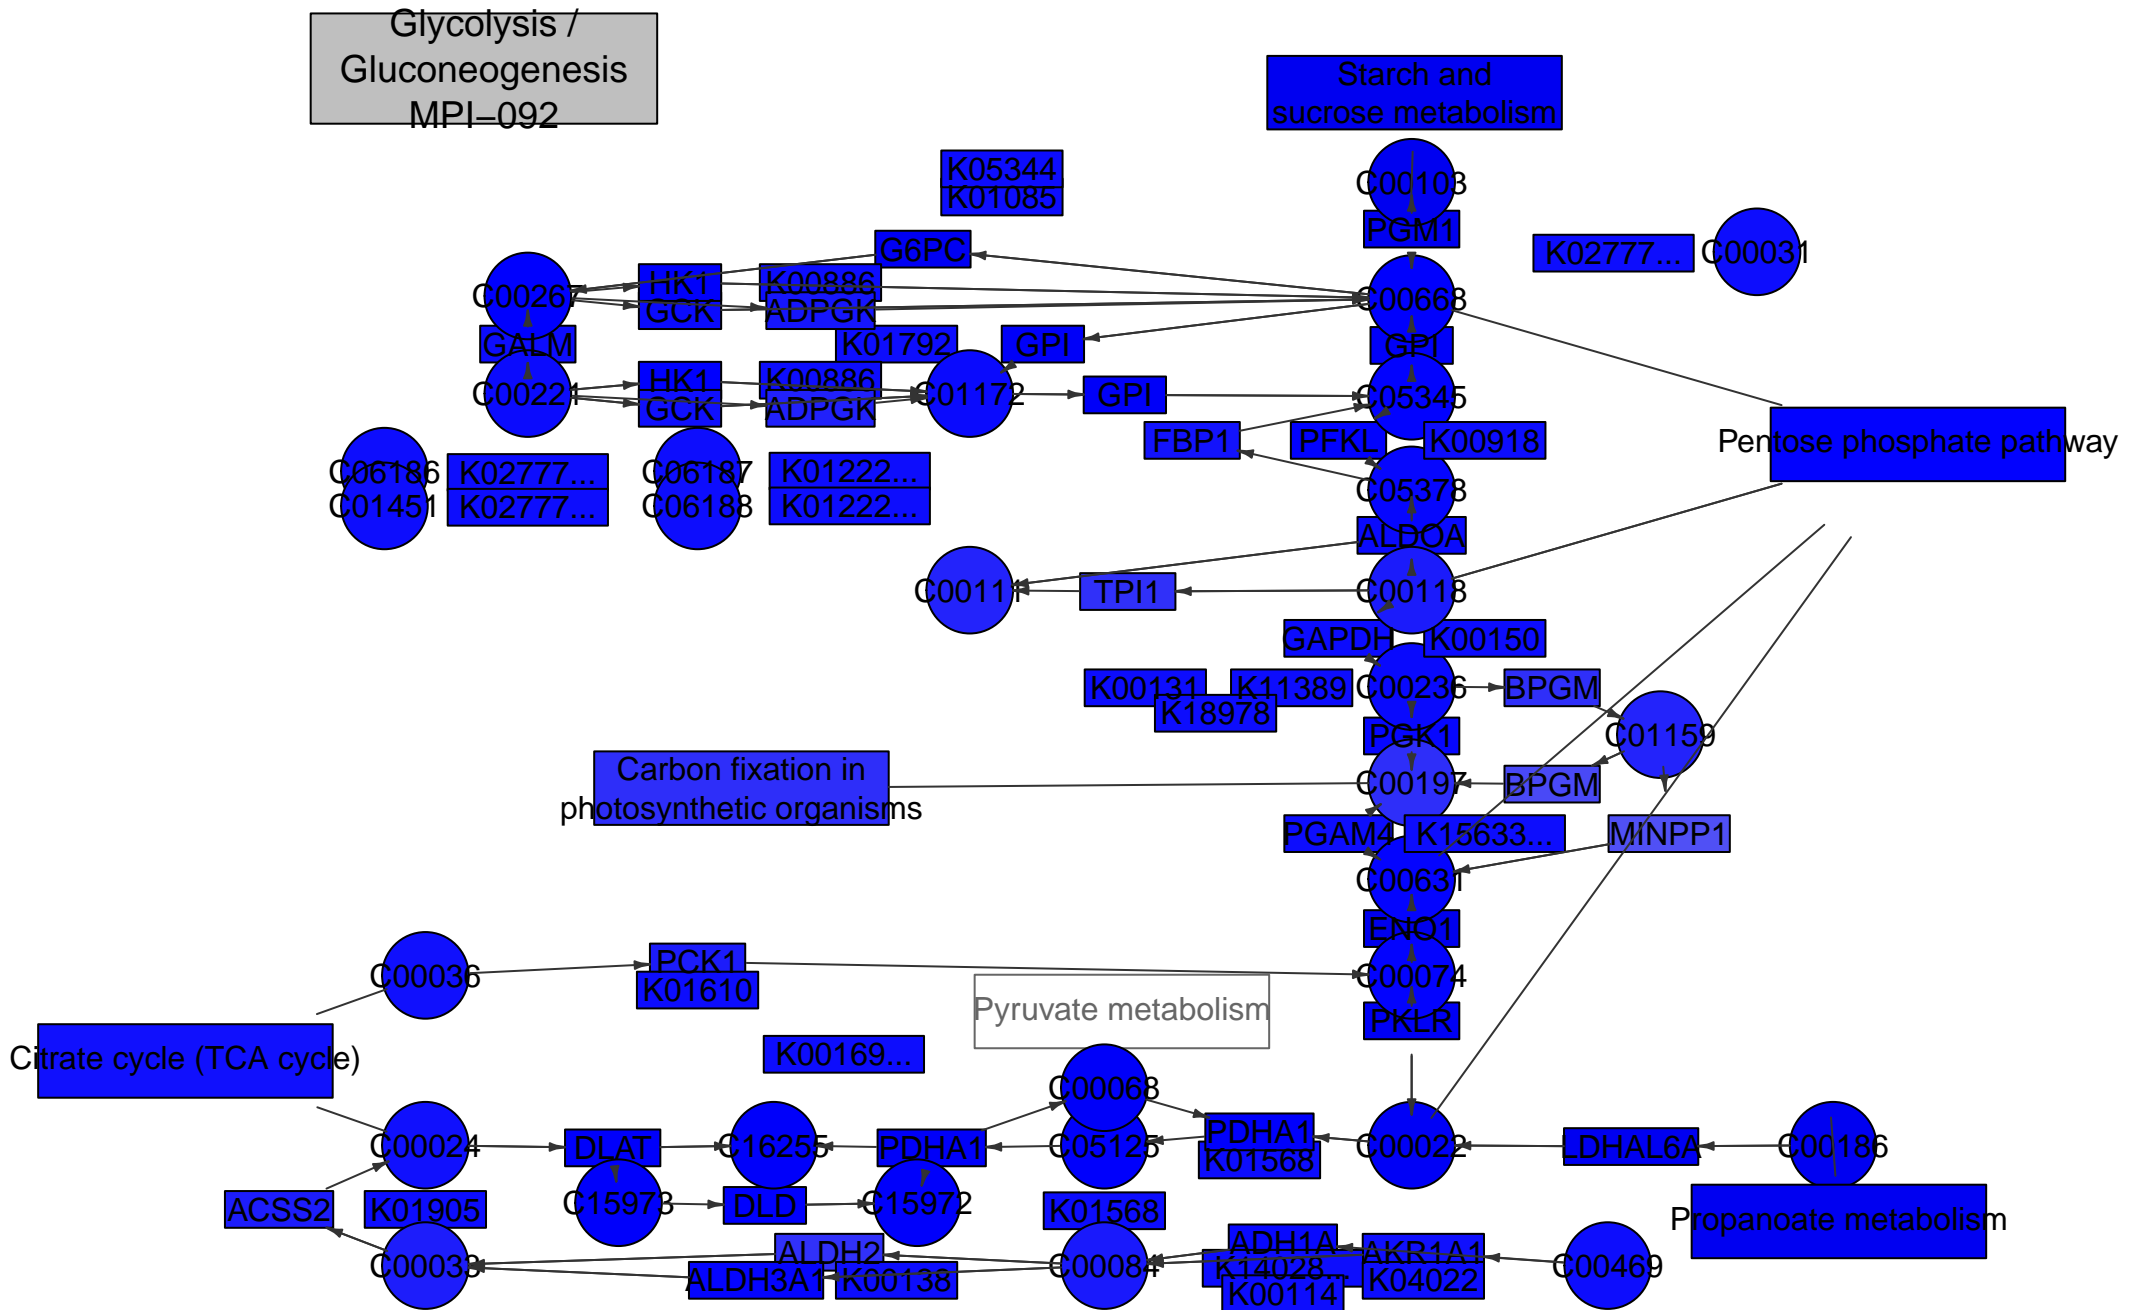 Glycolysis /
Gluconeogenesis
MPI−092
Starch and
sucrose metabolism
K05344
K01085
C00103
PGM1
G6PC
K02777...
C00031
C00267
HK1
K00886
GCK
ADPGK
C00668
GALM
K01792
GPI
GPI
C00221
HK1
K00886
GCK
ADPGK
C01172
GPI
C05345
FBP1
PFKL
K00918
Pentose phosphate pathway
C06186
K02777...
C06187
K01222...
C05378
C01451
K02777...
C06188
K01222...
ALDOA
C00111
TPI1
C00118
GAPDH
K00150
K00131
K11389
C00236
BPGM
K18978
PGK1
C01159
Carbon fixation in
photosynthetic organisms
C00197
BPGM
PGAM4
K15633...
MINPP1
C00631
ENO1
C00036
PCK1
K01610
C00074
Pyruvate metabolism
PKLR
Citrate cycle (TCA cycle)
K00169...
C00068
C00024
DLAT
C16255
PDHA1
C05125
PDHA1
K01568
C00022
LDHAL6A
C00186
ACSS2
K01905
C15973
DLD
C15972
K01568
Propanoate metabolism
C00033
ALDH2
ALDH3A1
K00138
C00084
ADH1A
K14028...
K00114
AKR1A1
K04022
C00469